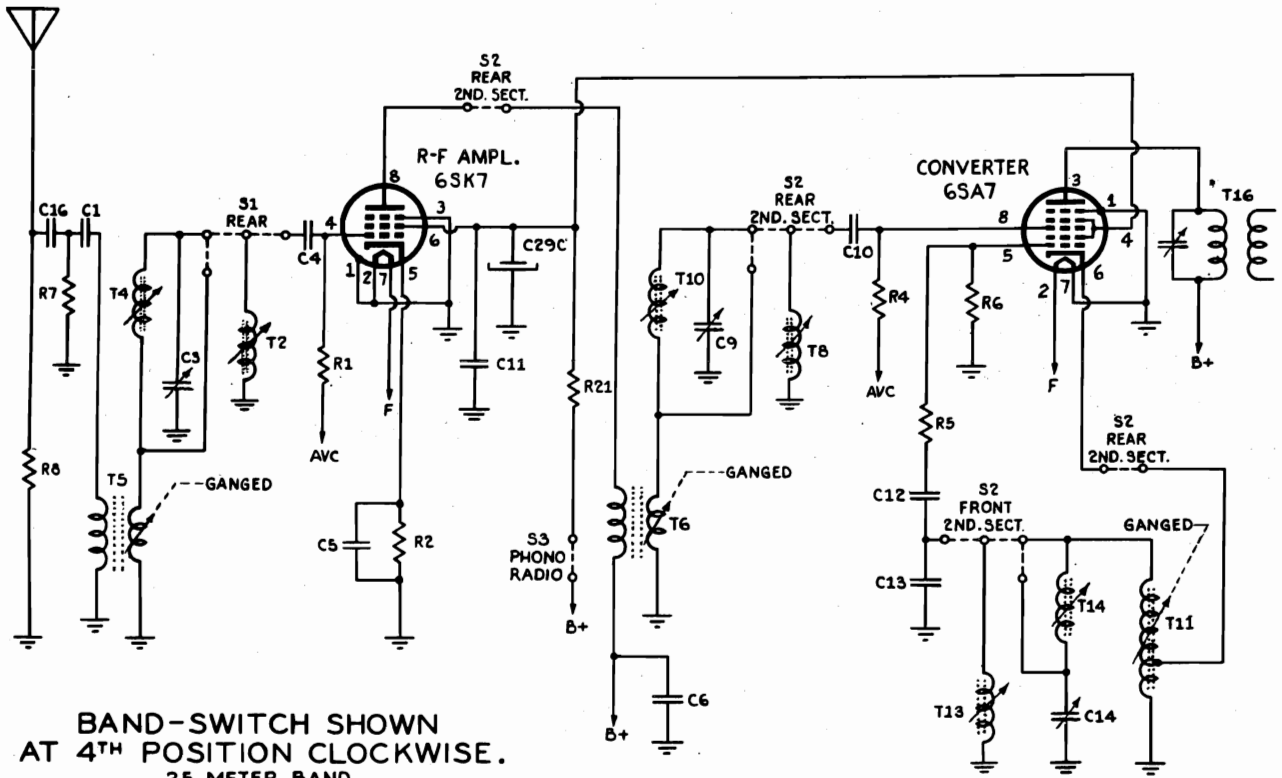 S2
REAR
2ND. SECT.
R-F AMPL.
6SK7
8
4
3
6
1
2
7
5
C16
C1
S1
REAR
C4
R7
T4
C3
T2
R1
F
AVC
C29C
C11
R21
R8
T5
GANGED
C5
R2
S3
PHONO
RADIO
B+
S2
REAR
2ND. SECT.
C10
T10
C9
T8
R4
AVC
T6
GANGED
C6
B+
CONVERTER
6SA7
3
1
8
4
5
2
7
6
T16
R6
F
B+
R5
C12
C13
S2
FRONT
2ND. SECT.
S2
REAR
2ND. SECT.
GANGED
T14
T11
T13
C14
BAND-SWITCH SHOWN
AT 4TH POSITION CLOCKWISE.
25 METER BAND